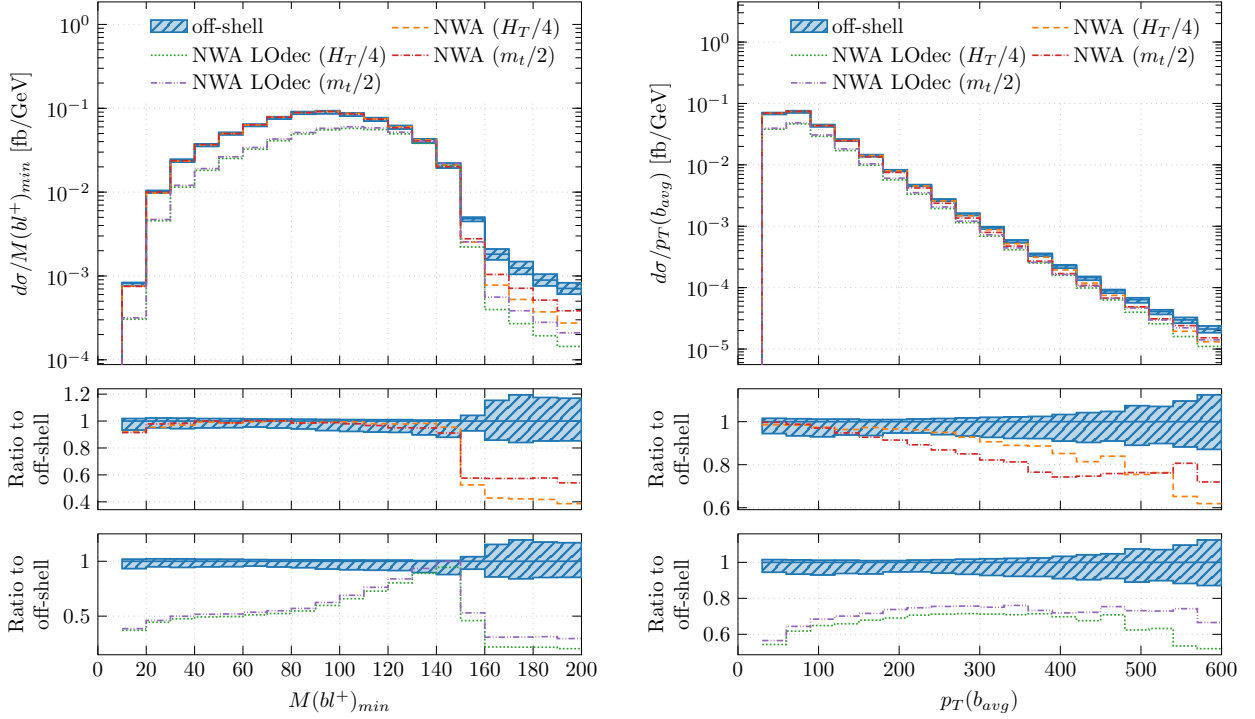 off-shell
NWA LOdec (H_T/4)
NWA LOdec (m_t/2)
NWA (H_T/4)
NWA (m_t/2)
dσ/M(bl^+)_{min} [fb/GeV]
10^0
10^{-1}
10^{-2}
10^{-3}
10^{-4}
Ratio to
off-shell
1.2
1
0.8
0.6
0.4
Ratio to
off-shell
1
0.5
0 20 40 60 80 100 120 140 160 180 200
M(bl^+)_{min}
off-shell
NWA LOdec (H_T/4)
NWA LOdec (m_t/2)
NWA (H_T/4)
NWA (m_t/2)
dσ/p_T(b_{avg}) [fb/GeV]
10^0
10^{-1}
10^{-2}
10^{-3}
10^{-4}
10^{-5}
Ratio to
off-shell
1
0.8
0.6
Ratio to
off-shell
1
0.8
0.6
0 100 200 300 400 500 600
p_T(b_{avg})